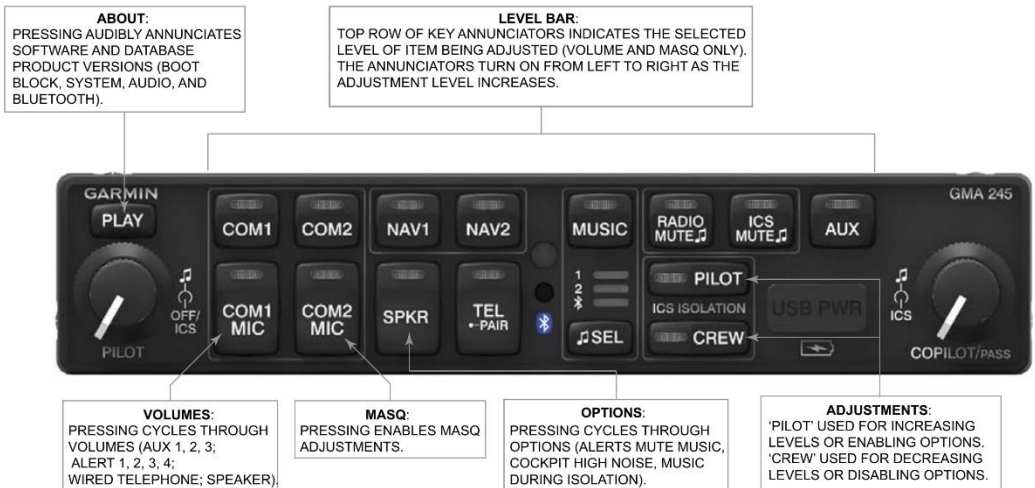 ABOUT:
PRESSING AUDIBLY ANNUNCIATES
SOFTWARE AND DATABASE
PRODUCT VERSIONS (BOOT
BLOCK, SYSTEM, AUDIO, AND
BLUETOOTH).
LEVEL BAR:
TOP ROW OF KEY ANNUNCIATORS INDICATES THE SELECTED
LEVEL OF ITEM BEING ADJUSTED (VOLUME AND MASQ ONLY).
THE ANNUNCIATORS TURN ON FROM LEFT TO RIGHT AS THE
ADJUSTMENT LEVEL INCREASES.
GARMIN
GMA 245
PLAY
COM1
COM2
NAV1
NAV2
MUSIC
RADIO
MUTE♫
ICS
MUTE♫
AUX
OFF/
ICS
PILOT
COM1
MIC
COM2
MIC
SPKR
TEL
•-PAIR
1
2
♫SEL
PILOT
ICS ISOLATION
CREW
USB PWR
ICS
COPILOT/PASS
VOLUMES:
PRESSING CYCLES THROUGH
VOLUMES (AUX 1, 2, 3;
ALERT 1, 2, 3, 4;
WIRED TELEPHONE; SPEAKER).
MASQ:
PRESSING ENABLES MASQ
ADJUSTMENTS.
OPTIONS:
PRESSING CYCLES THROUGH
OPTIONS (ALERTS MUTE MUSIC,
COCKPIT HIGH NOISE, MUSIC
DURING ISOLATION).
ADJUSTMENTS:
'PILOT' USED FOR INCREASING
LEVELS OR ENABLING OPTIONS.
'CREW' USED FOR DECREASING
LEVELS OR DISABLING OPTIONS.